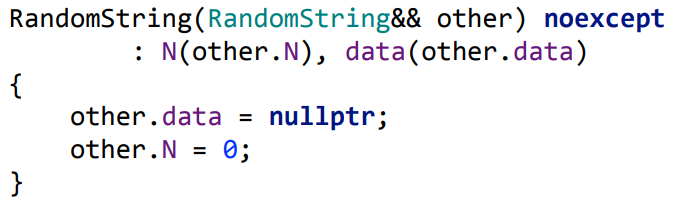 RandomString(RandomString&& other) noexcept
        : N(other.N), data(other.data)
{
    other.data = nullptr;
    other.N = 0;
}